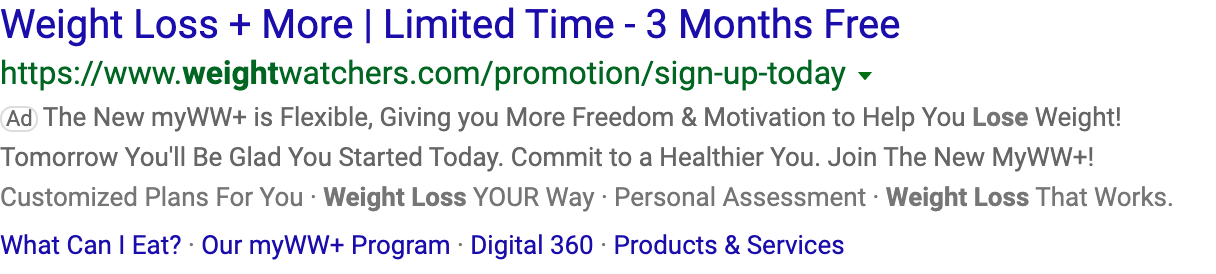 Weight Loss + More | Limited Time - 3 Months Free
https://www.weightwatchers.com/promotion/sign-up-today
Ad The New myWW+ is Flexible, Giving you More Freedom & Motivation to Help You Lose Weight!
Tomorrow You'll Be Glad You Started Today. Commit to a Healthier You. Join The New MyWW+!
Customized Plans For You · Weight Loss YOUR Way · Personal Assessment · Weight Loss That Works.
What Can I Eat? · Our myWW+ Program · Digital 360 · Products & Services